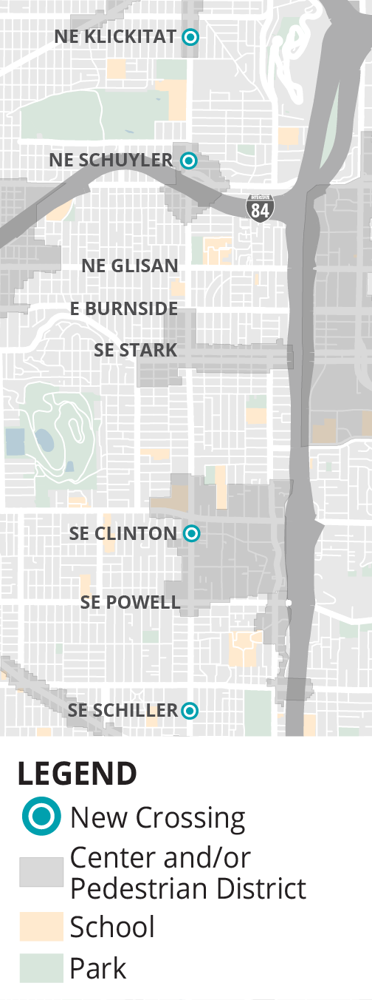 NE KLICKITAT
NE SCHUYLER
INTERSTATE
84
NE GLISAN
E BURNSIDE
SE STARK
SE CLINTON
SE POWELL
SE SCHILLER
LEGEND
New Crossing
Center and/or
Pedestrian District
School
Park